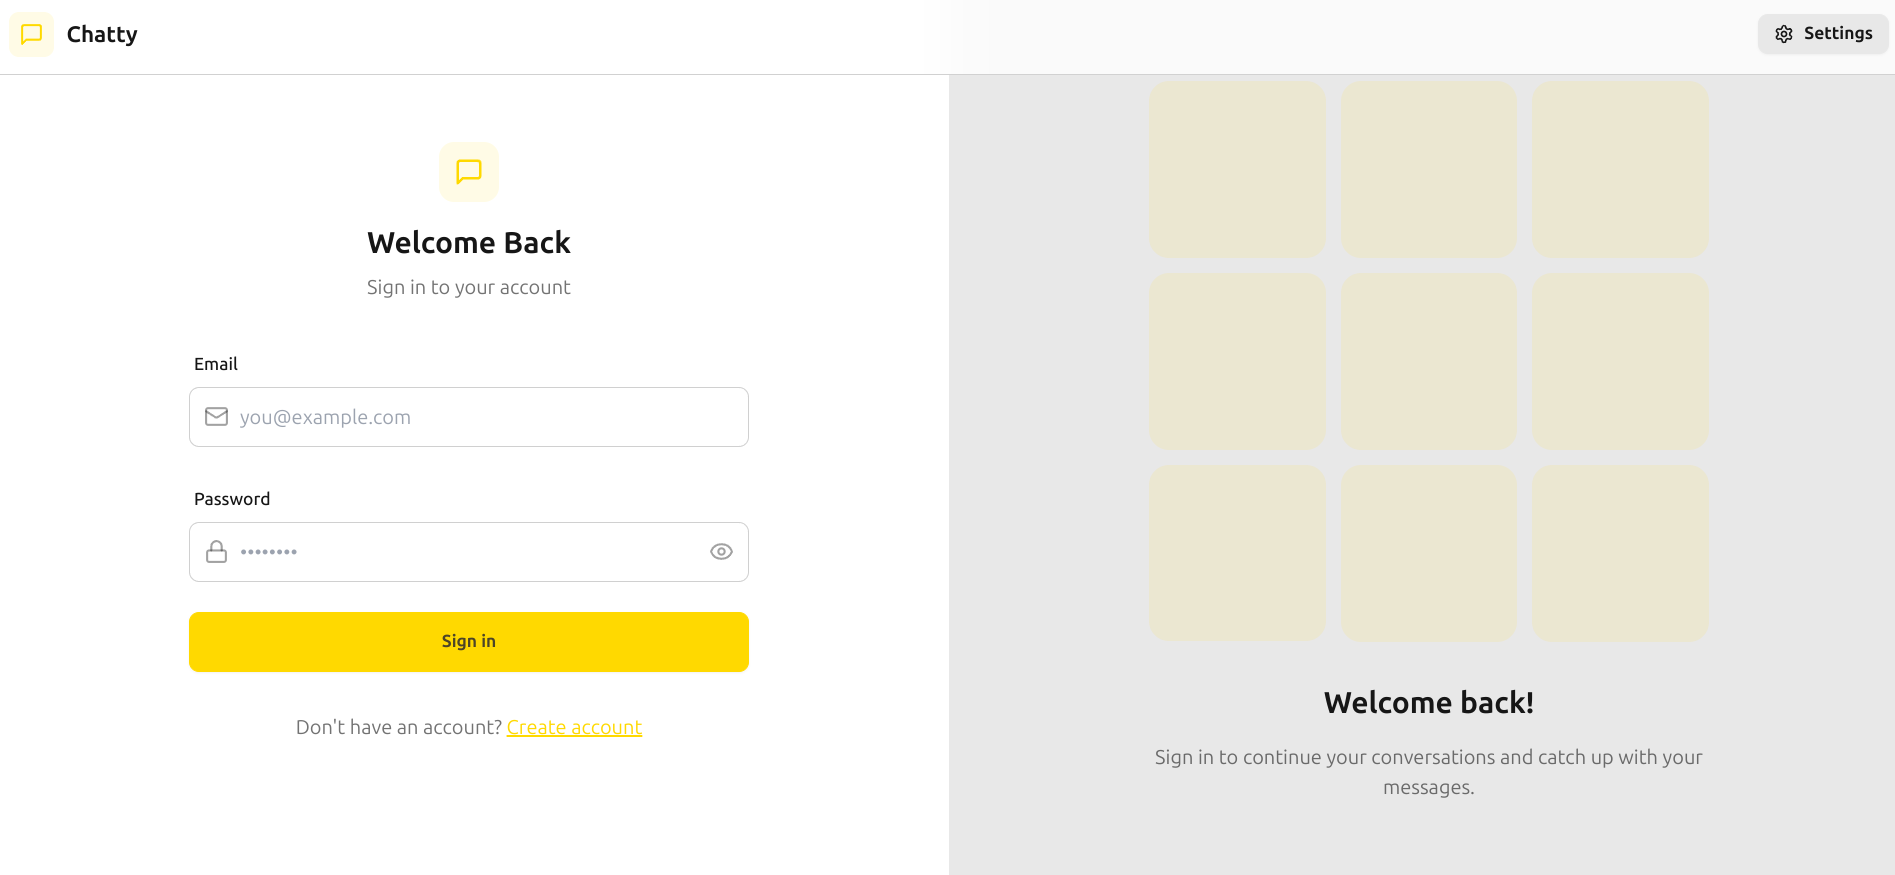 Chatty
Settings
Welcome Back
Sign in to your account
Email
you@example.com
Password
••••••••
Sign in
Don't have an account? Create account
Welcome back!
Sign in to continue your conversations and catch up with your
messages.